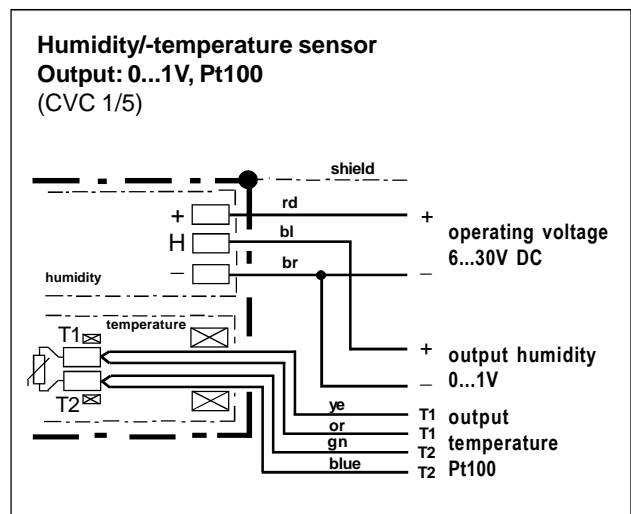 Humidity/-temperature sensor
Output: 0...1V, Pt100
(CVC 1/5)
shield
rd
+ +
operating voltage
H
bl
6...30V DC
br
– –
humidity
temperature
T1
+
output humidity
–
0...1V
T2
ye
T1
output
or
T1
gn
temperature
T2
blue
T2
Pt100